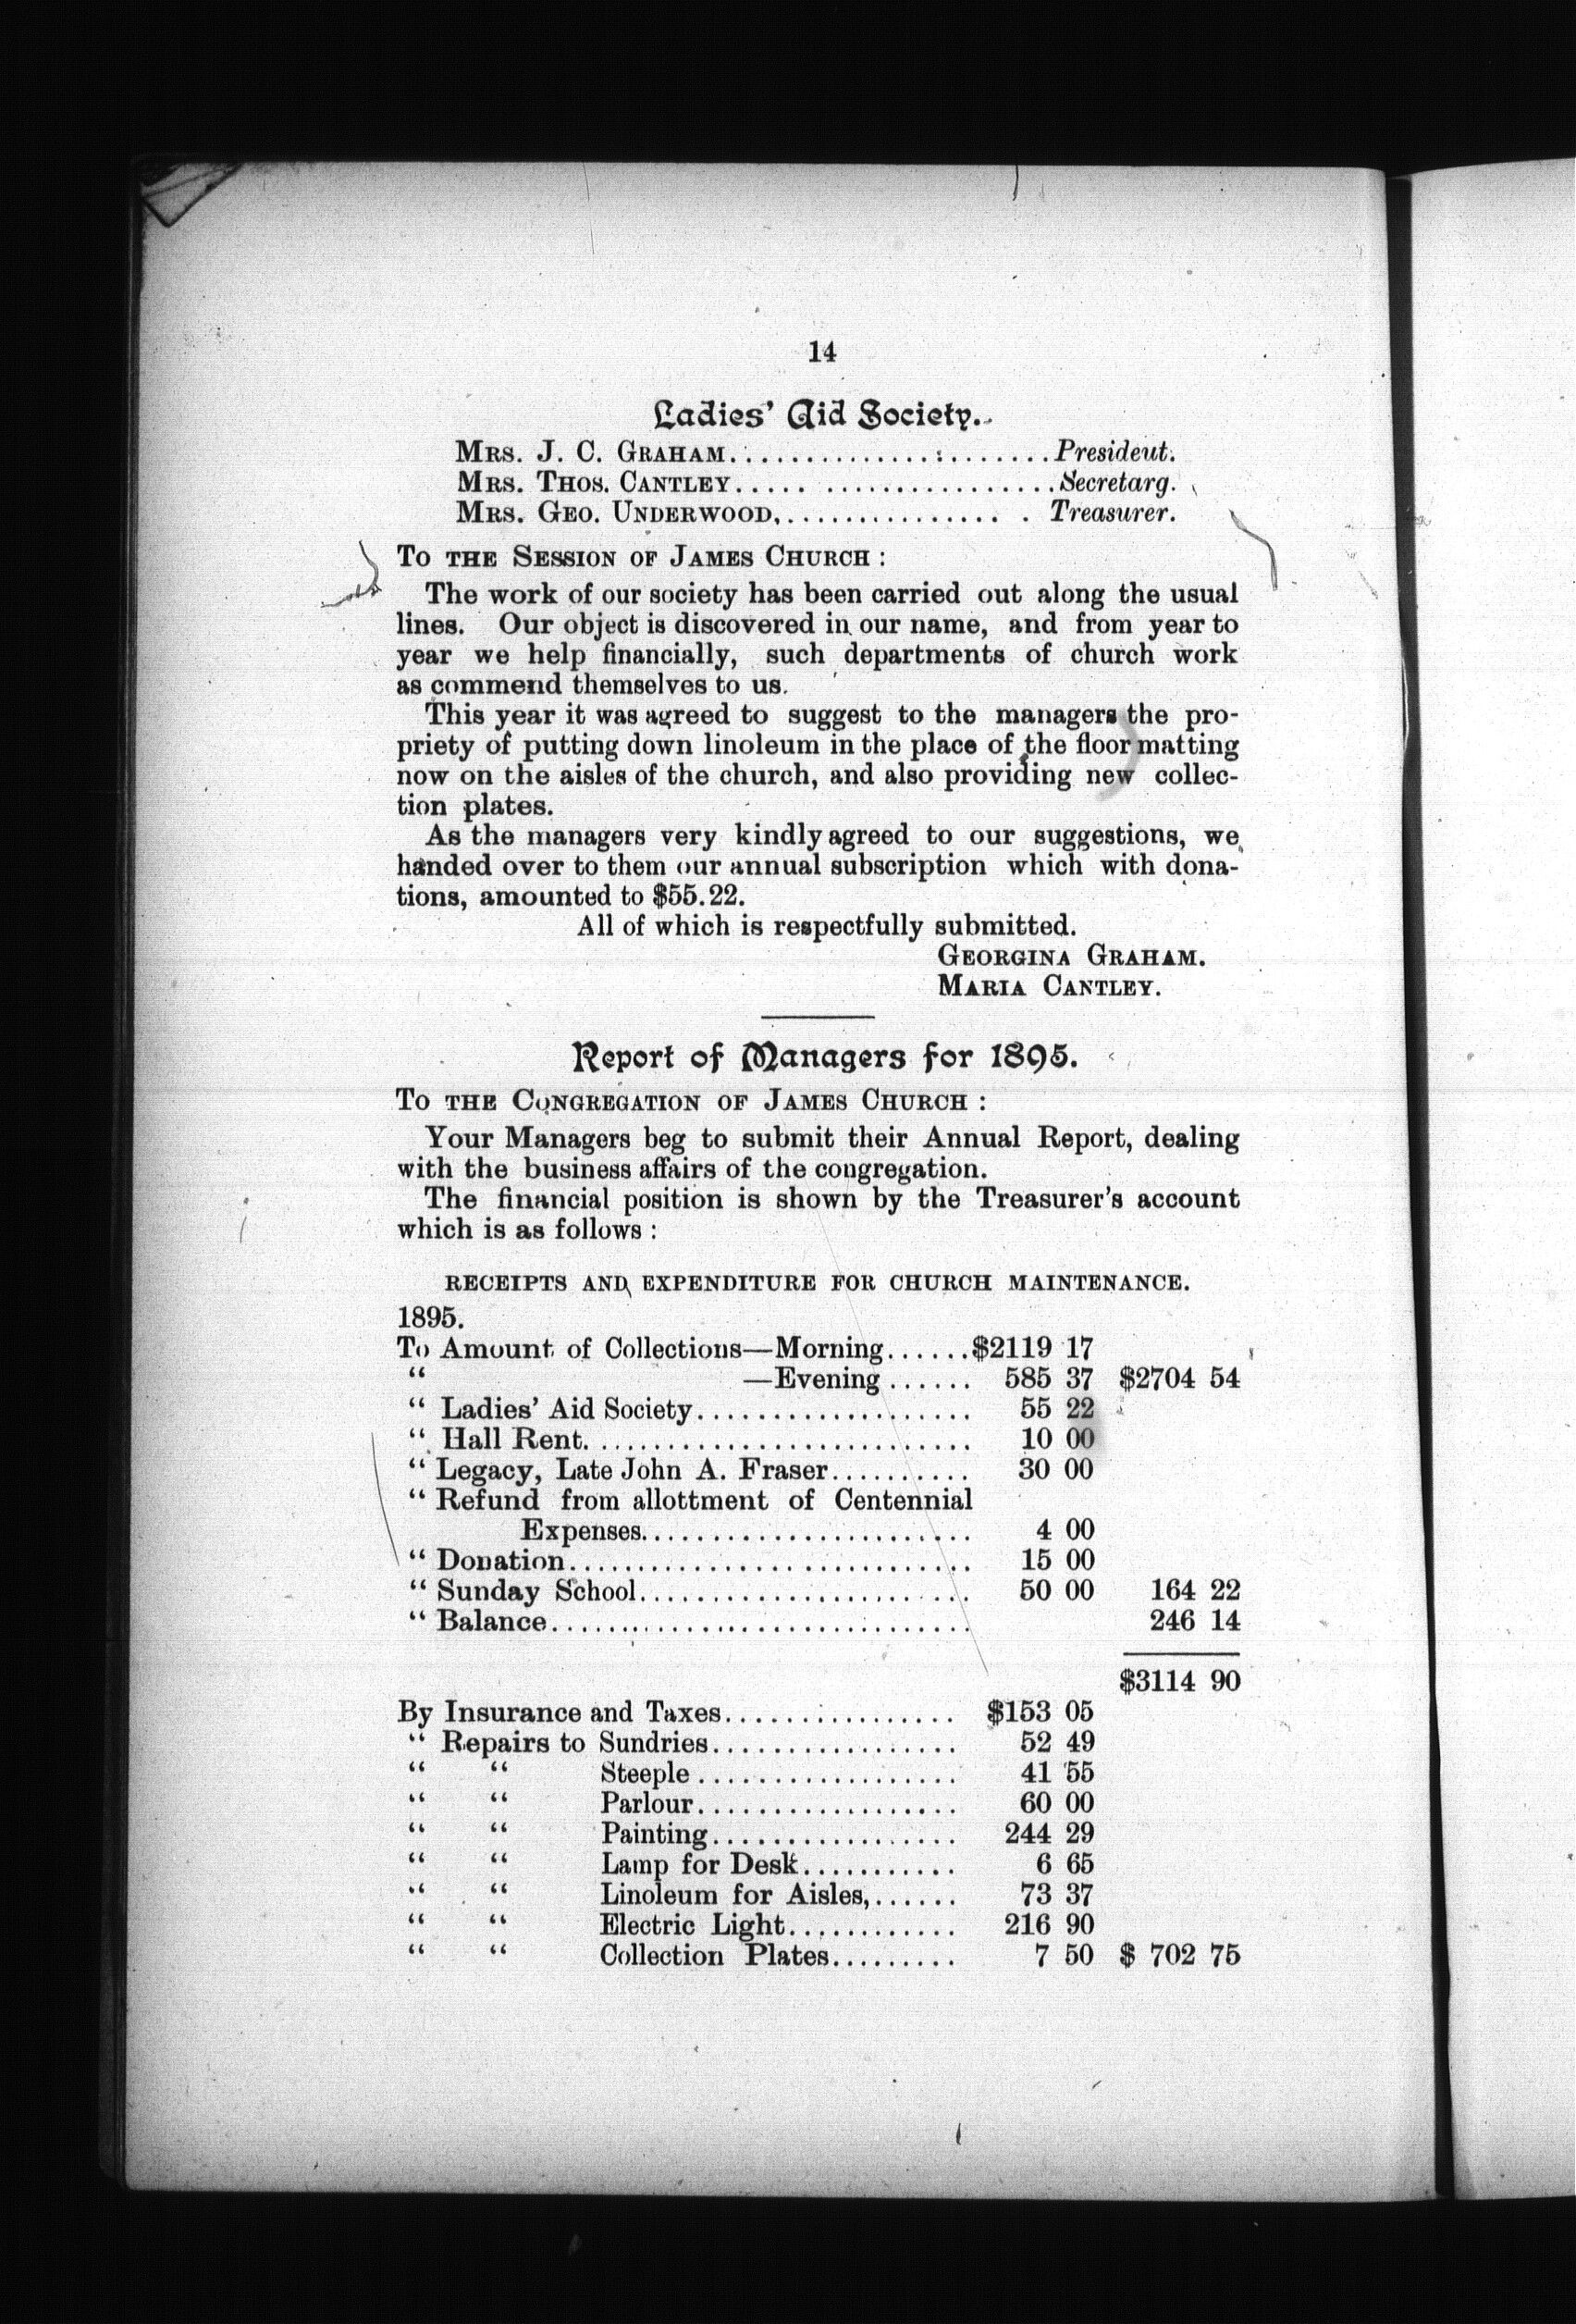 14
Ladies' Aid Society.
MRS. J. C. GRAHAM..........................Presideut.
MRS. THOS. CANTLEY..... ..................Secretarg.
MRS. GEO. UNDERWOOD,............... . Treasurer.
TO THE SESSION OF JAMES CHURCH :
The work of our society has been carried out along the usual
lines. Our object is discovered in our name, and from year to
year we help financially, such departments of church work
as commend themselves to us.
This year it was agreed to suggest to the managers the pro-
priety of putting down linoleum in the place of the floor matting
now on the aisles of the church, and also providing new collec-
tion plates.
As the managers very kindly agreed to our suggestions, we
handed over to them our annual subscription which with dona-
tions, amounted to $55.22.
All of which is respectfully submitted.
GEORGINA GRAHAM.
MARIA CANTLEY.
Report of Managers for 1895.
TO THE CONGREGATION OF JAMES CHURCH :
Your Managers beg to submit their Annual Report, dealing
with the business affairs of the congregation.
The financial position is shown by the Treasurer's account
which is as follows :
RECEIPTS AND EXPENDITURE FOR CHURCH MAINTENANCE.
1895.
To Amount of Collections—Morning......$2119 17
“ —Evening...... 585 37 $2704 54
“ Ladies' Aid Society................... 55 22
“ Hall Rent.......................... 10 00
“ Legacy, Late John A. Fraser.......... 30 00
“ Refund from allottment of Centennial
Expenses....................... 4 00
“ Donation........................... 15 00
“ Sunday School...................... 50 00 164 22
“ Balance............................ 246 14
$3114 90
By Insurance and Taxes................ $153 05
“ Repairs to Sundries................. 52 49
“ “ Steeple.................. 41 55
“ “ Parlour.................. 60 00
“ “ Painting................. 244 29
“ “ Lamp for Desk........... 6 65
“ “ Linoleum for Aisles,...... 73 37
“ “ Electric Light............ 216 90
“ “ Collection Plates......... 7 50 $ 702 75